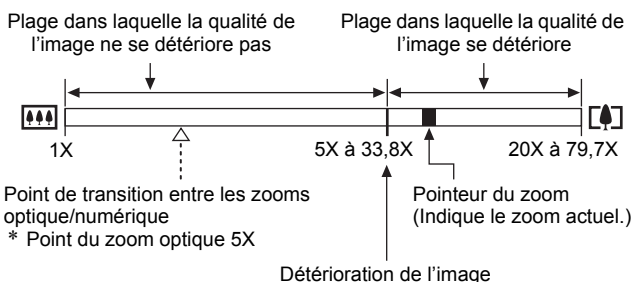 Plage dans laquelle la qualité de
l'image ne se détériore pas
Plage dans laquelle la qualité de
l'image se détériore
1X
5X à 33,8X
20X à 79,7X
Point de transition entre les zooms
optique/numérique
* Point du zoom optique 5X
Pointeur du zoom
(Indique le zoom actuel.)
Détérioration de l'image